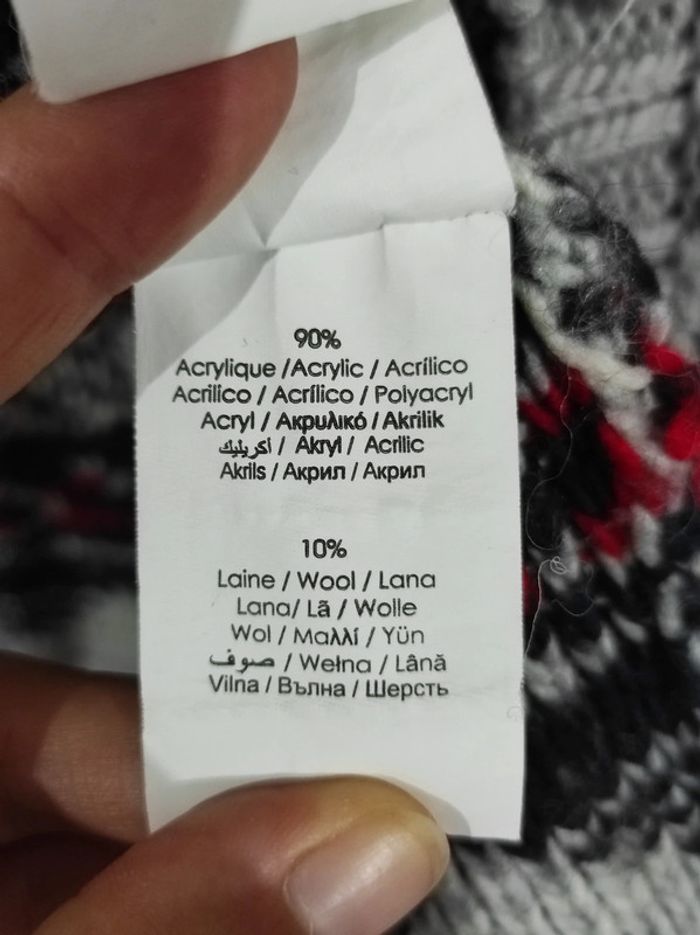 90%
Acrylique /Acrylic / Acrílico
Acrilico / Acrílico / Polyacryl
Acryl / Ακρυλικό / Akrilik
أكريليك / Akryl / Acrilic
Akrils / Акрил / Акрил
10%
Laine / Wool / Lana
Lana/ Lã / Wolle
Wol / Μαλλί / Yün
صوف / Wełna / Lână
Vilna / Вълна / Шерсть